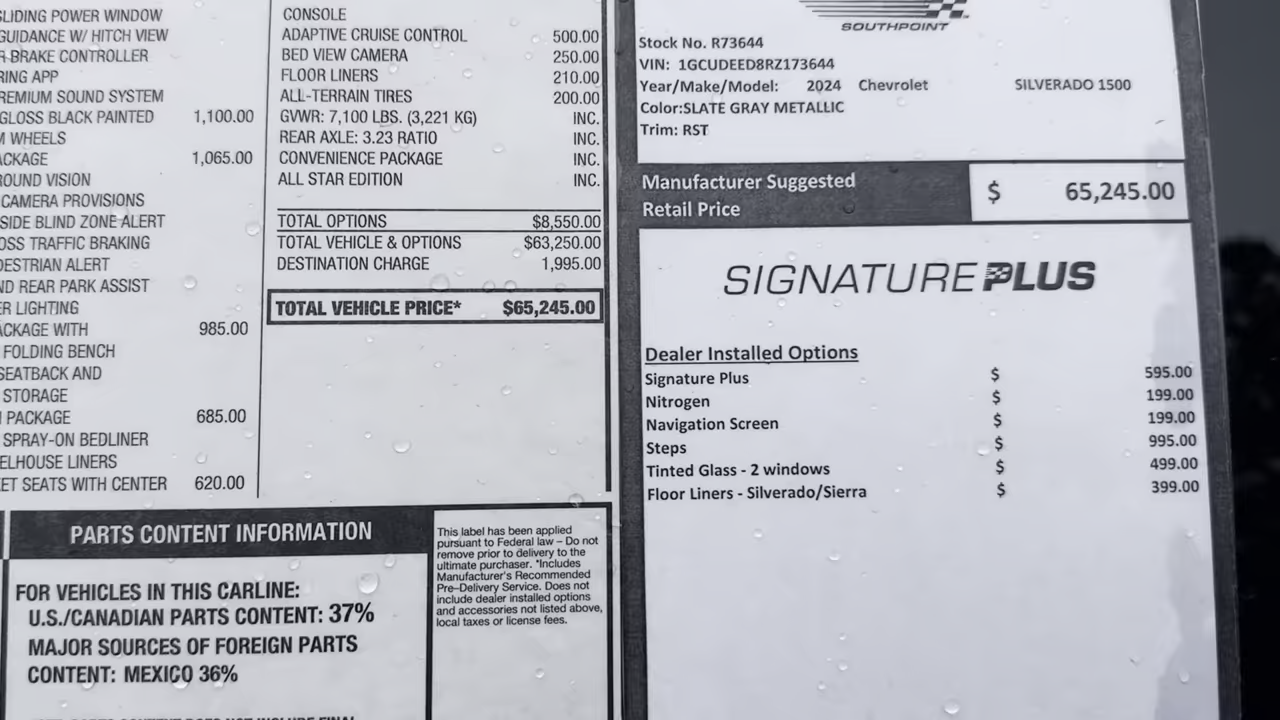 SLIDING POWER WINDOW
GUIDANCE W/ HITCH VIEW
BRAKE CONTROLLER
RING APP
PREMIUM SOUND SYSTEM
GLOSS BLACK PAINTED 1,100.00
WHEELS
ACKAGE 1,065.00
ROUND VISION
CAMERA PROVISIONS
SIDE BLIND ZONE ALERT
OSS TRAFFIC BRAKING
DESTRIAN ALERT
ND REAR PARK ASSIST
ER LIGHTING
ACKAGE WITH 985.00
FOLDING BENCH
SEATBACK AND
STORAGE
PACKAGE 685.00
SPRAY-ON BEDLINER
ELHOUSE LINERS
ET SEATS WITH CENTER 620.00
CONSOLE
ADAPTIVE CRUISE CONTROL 500.00
BED VIEW CAMERA 250.00
FLOOR LINERS 210.00
ALL-TERRAIN TIRES 200.00
GVWR: 7,100 LBS. (3,221 KG) INC.
REAR AXLE: 3.23 RATIO INC.
CONVENIENCE PACKAGE INC.
ALL STAR EDITION INC.
TOTAL OPTIONS $8,550.00
TOTAL VEHICLE & OPTIONS $63,250.00
DESTINATION CHARGE 1,995.00
TOTAL VEHICLE PRICE* $65,245.00
PARTS CONTENT INFORMATION
FOR VEHICLES IN THIS CARLINE:
U.S./CANADIAN PARTS CONTENT: 37%
MAJOR SOURCES OF FOREIGN PARTS
CONTENT: MEXICO 36%
This label has been applied
pursuant to Federal law – Do not
remove prior to delivery to the
ultimate purchaser. *Includes
Manufacturer's Recommended
Pre-Delivery Service. Does not
include dealer installed options
and accessories not listed above,
local taxes or license fees.
SOUTHPOINT
Stock No. R73644
VIN: 1GCUDEED8RZ173644
Year/Make/Model: 2024 Chevrolet SILVERADO 1500
Color:SLATE GRAY METALLIC
Trim: RST
Manufacturer Suggested
Retail Price $ 65,245.00
SIGNATURE PLUS
Dealer Installed Options
Signature Plus $ 595.00
Nitrogen $ 199.00
Navigation Screen $ 199.00
Steps $ 995.00
Tinted Glass - 2 windows $ 499.00
Floor Liners - Silverado/Sierra $ 399.00